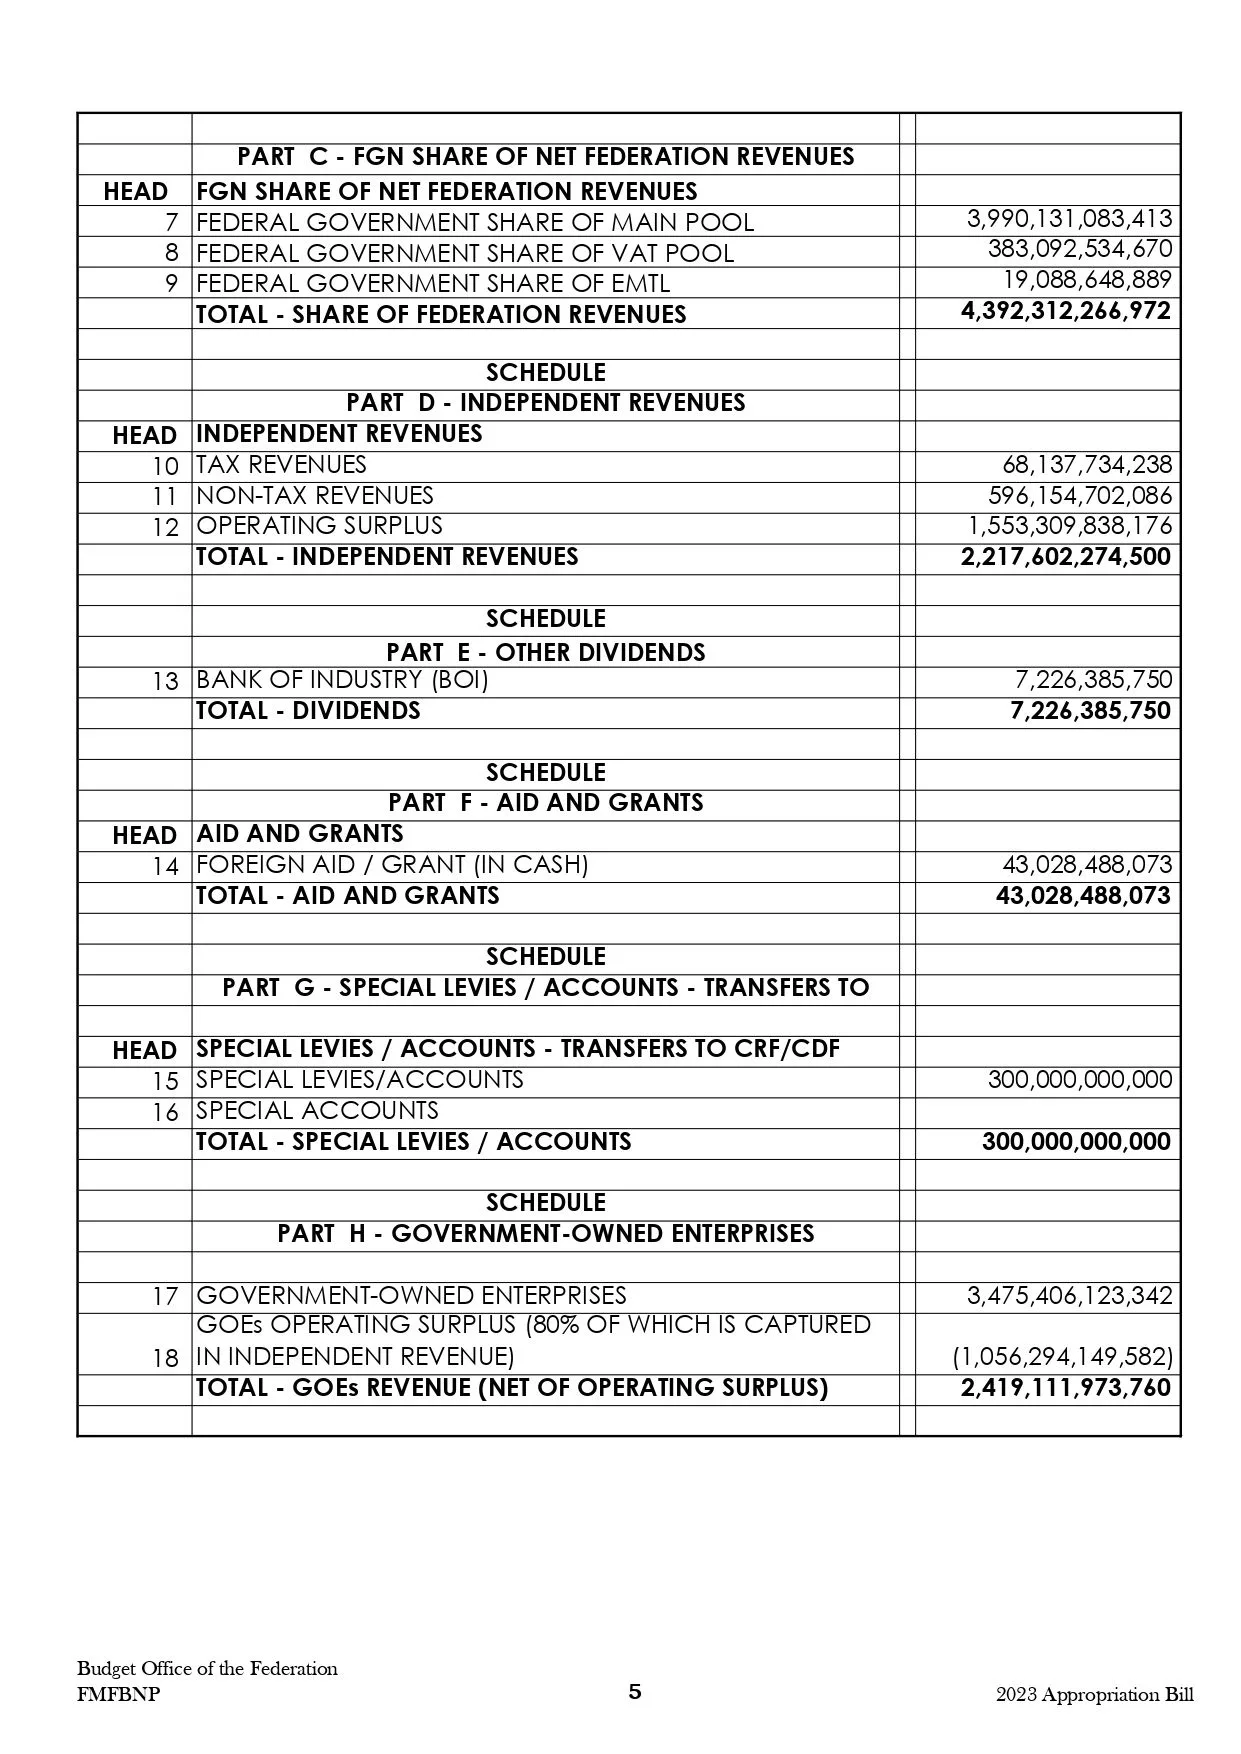 PART C - FGN SHARE OF NET FEDERATION REVENUES
HEAD FGN SHARE OF NET FEDERATION REVENUES
7 FEDERAL GOVERNMENT SHARE OF MAIN POOL 3,990,131,083,413
8 FEDERAL GOVERNMENT SHARE OF VAT POOL 383,092,534,670
9 FEDERAL GOVERNMENT SHARE OF EMTL 19,088,648,889
TOTAL - SHARE OF FEDERATION REVENUES 4,392,312,266,972
SCHEDULE
PART D - INDEPENDENT REVENUES
HEAD INDEPENDENT REVENUES
10 TAX REVENUES 68,137,734,238
11 NON-TAX REVENUES 596,154,702,086
12 OPERATING SURPLUS 1,553,309,838,176
TOTAL - INDEPENDENT REVENUES 2,217,602,274,500
SCHEDULE
PART E - OTHER DIVIDENDS
13 BANK OF INDUSTRY (BOI) 7,226,385,750
TOTAL - DIVIDENDS 7,226,385,750
SCHEDULE
PART F - AID AND GRANTS
HEAD AID AND GRANTS
14 FOREIGN AID / GRANT (IN CASH) 43,028,488,073
TOTAL - AID AND GRANTS 43,028,488,073
SCHEDULE
PART G - SPECIAL LEVIES / ACCOUNTS - TRANSFERS TO
HEAD SPECIAL LEVIES / ACCOUNTS - TRANSFERS TO CRF/CDF
15 SPECIAL LEVIES/ACCOUNTS 300,000,000,000
16 SPECIAL ACCOUNTS
TOTAL - SPECIAL LEVIES / ACCOUNTS 300,000,000,000
SCHEDULE
PART H - GOVERNMENT-OWNED ENTERPRISES
17 GOVERNMENT-OWNED ENTERPRISES 3,475,406,123,342
GOEs OPERATING SURPLUS (80% OF WHICH IS CAPTURED
18 IN INDEPENDENT REVENUE) (1,056,294,149,582)
TOTAL - GOEs REVENUE (NET OF OPERATING SURPLUS) 2,419,111,973,760
Budget Office of the Federation
FMFBNP 5 2023 Appropriation Bill